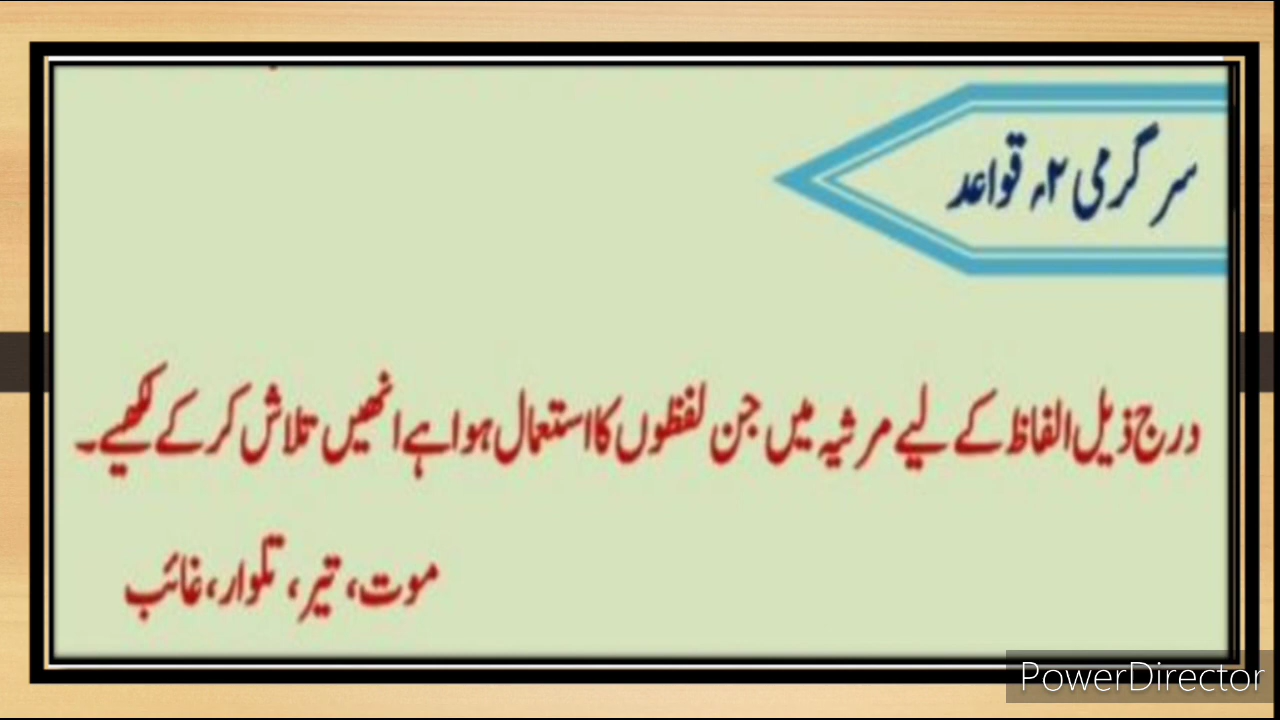 سرگرمی ۲؍ قواعد
درج ذیل الفاظ کے لیے مرثیہ میں جن لفظوں کا استعمال ہوا ہے انھیں تلاش کر کے لکھیے۔
موت، تیر، تلوار، غائب
PowerDirector